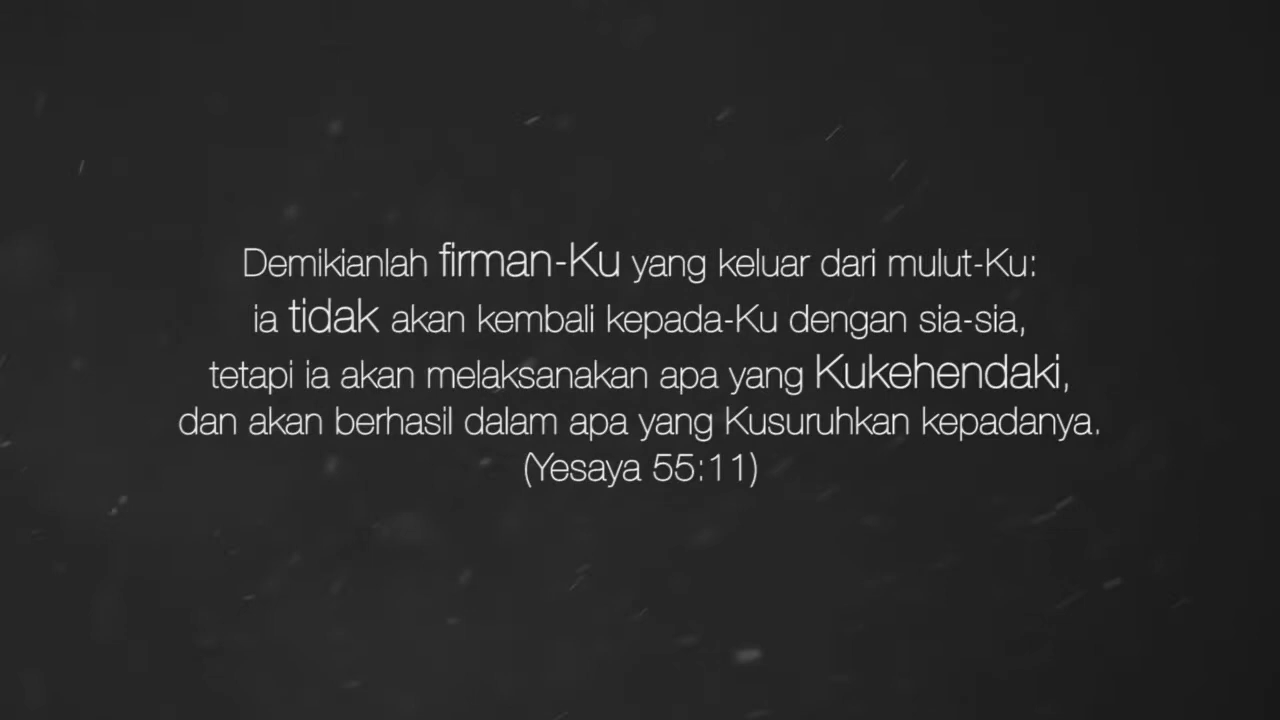 Demikianlah firman-Ku yang keluar dari mulut-Ku:
ia tidak akan kembali kepada-Ku dengan sia-sia,
tetapi ia akan melaksanakan apa yang Kukehendaki,
dan akan berhasil dalam apa yang Kusuruhkan kepadanya.
(Yesaya 55:11)